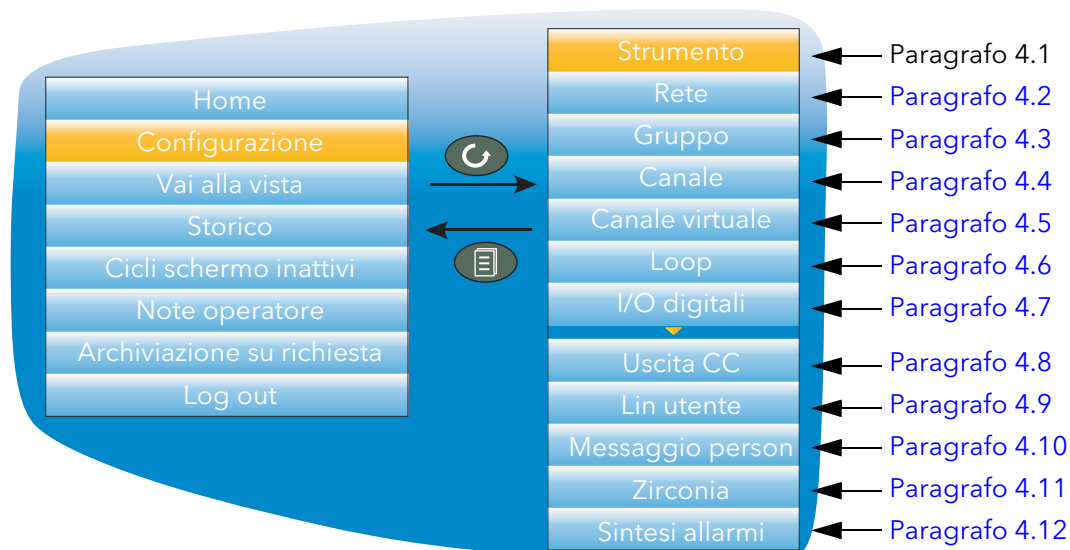 Home
Configurazione
Vai alla vista
Storico
Cicli schermo inattivi
Note operatore
Archiviazione su richiesta
Log out
Strumento Paragrafo 4.1
Rete Paragrafo 4.2
Gruppo Paragrafo 4.3
Canale Paragrafo 4.4
Canale virtuale Paragrafo 4.5
Loop Paragrafo 4.6
I/O digitali Paragrafo 4.7
Uscita CC Paragrafo 4.8
Lin utente Paragrafo 4.9
Messaggio person Paragrafo 4.10
Zirconia Paragrafo 4.11
Sintesi allarmi Paragrafo 4.12